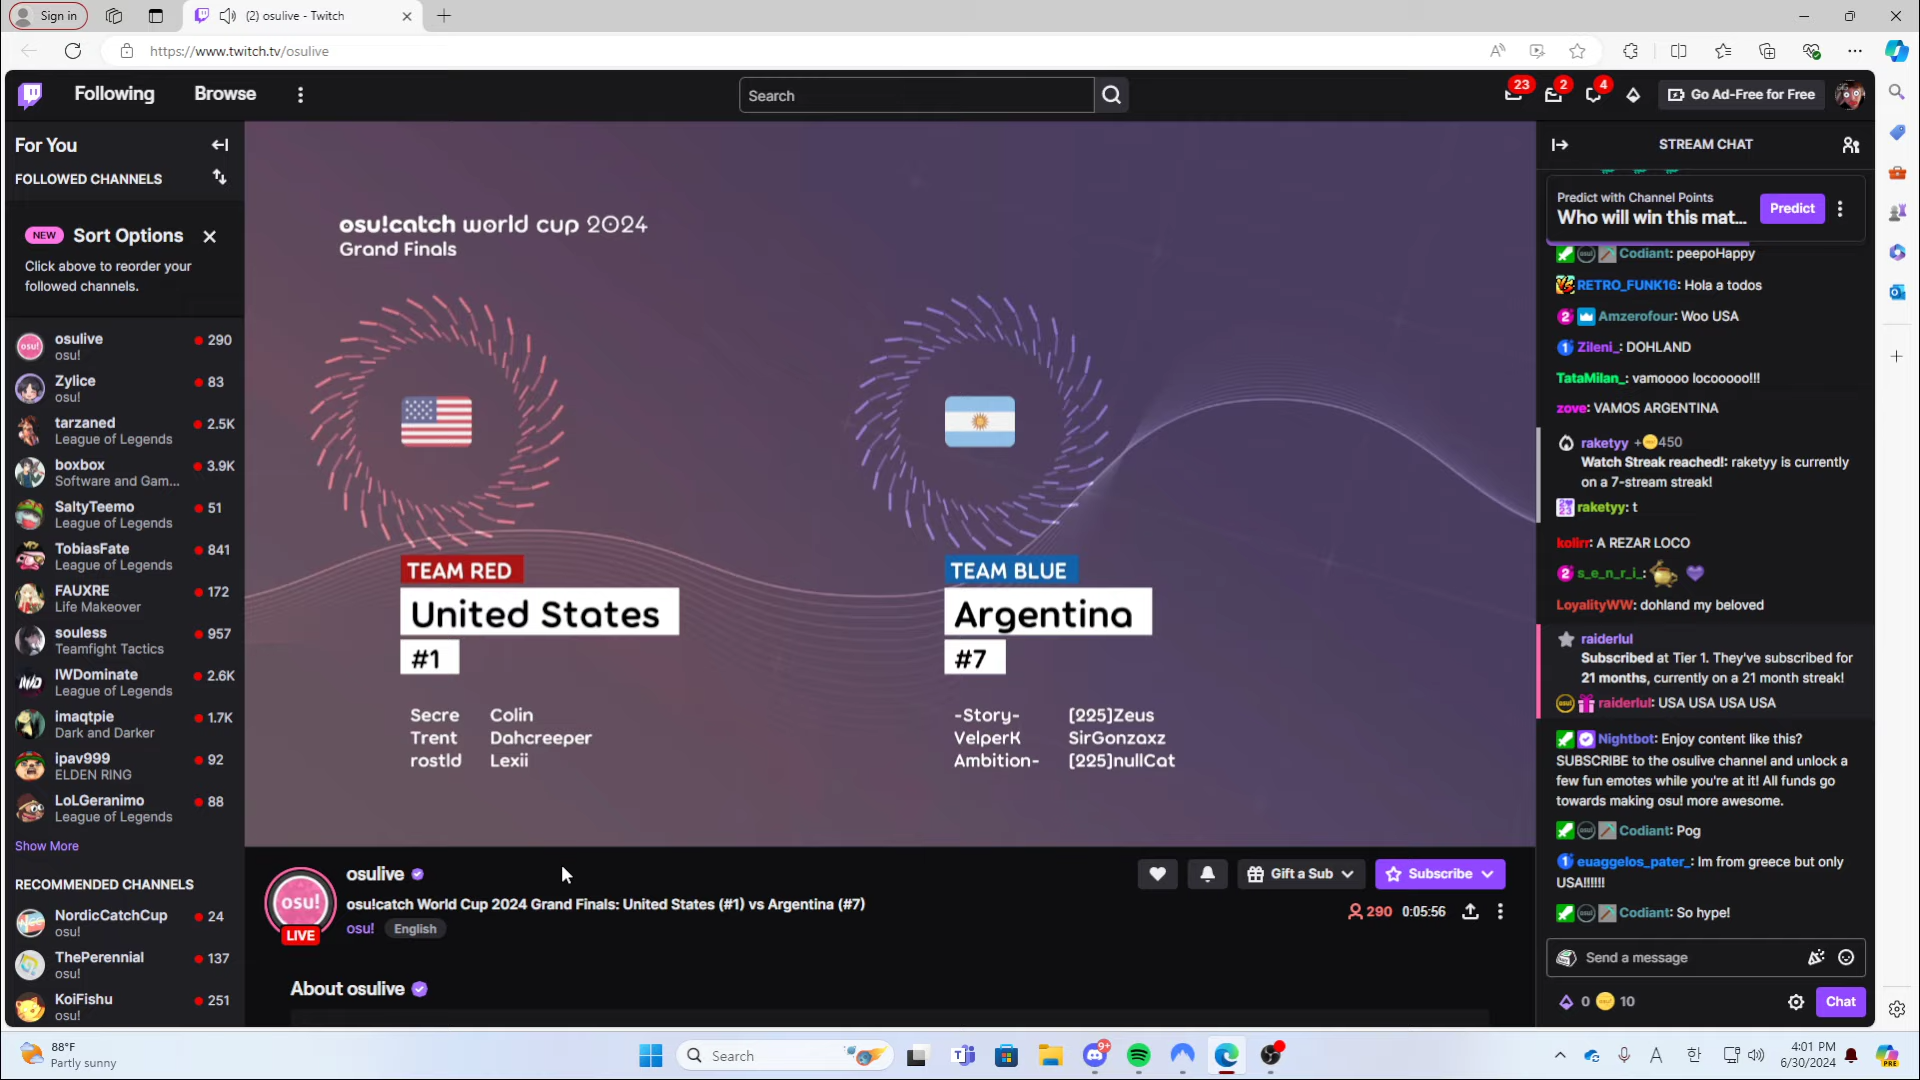 Sign in
(2) osulive - Twitch
https://www.twitch.tv/osulive
Following
Browse
Search
23
2
4
Go Ad-Free for Free
For You
FOLLOWED CHANNELS
NEW Sort Options
Click above to reorder your
followed channels.
osulive 290
osu!
Zylice 83
osu!
tarzaned 2.5K
League of Legends
boxbox 3.9K
Software and Gam...
SaltyTeemo 51
League of Legends
TobiasFate 841
League of Legends
FAUXRE 172
Life Makeover
souless 957
Teamfight Tactics
IWDominate 2.6K
League of Legends
imaqtpie 1.7K
Dark and Darker
ipav999 92
ELDEN RING
LoLGeranimo 88
League of Legends
Show More
RECOMMENDED CHANNELS
NordicCatchCup 24
osu!
ThePerennial 137
osu!
KoiFishu 251
osu!
osu!catch world cup 2024
Grand Finals
TEAM RED
United States
#1
Secre Colin
Trent Dahcreeper
rostld Lexii
TEAM BLUE
Argentina
#7
-Story- [225]Zeus
VelperK SirGonzaxz
Ambition- [225]nullCat
osu!
LIVE
osulive
osu!catch World Cup 2024 Grand Finals: United States (#1) vs Argentina (#7)
osu! English
Gift a Sub
Subscribe
290 0:05:56
About osulive
STREAM CHAT
Predict with Channel Points
Who will win this mat...
Predict
Codiant: peepoHappy
RETRO_FUNK16: Hola a todos
Amzerofour: Woo USA
Zileni_: DOHLAND
TataMilan_: vamoooo locooooo!!!
zove: VAMOS ARGENTINA
raketyy +450
Watch Streak reached!: raketyy is currently
on a 7-stream streak!
raketyy: t
kolirr: A REZAR LOCO
s_e_n_r_i_:
LoyalityWW: dohland my beloved
raiderlul
Subscribed at Tier 1. They've subscribed for
21 months, currently on a 21 month streak!
raiderlul: USA USA USA USA
Nightbot: Enjoy content like this?
SUBSCRIBE to the osulive channel and unlock a
few fun emotes while you're at it! All funds go
towards making osu! more awesome.
Codiant: Pog
euaggelos_pater_: Im from greece but only
USA!!!!!!
Codiant: So hype!
Send a message
0 10
Chat
88°F
Partly sunny
Search
9+
A
한
4:01 PM
6/30/2024
PRE